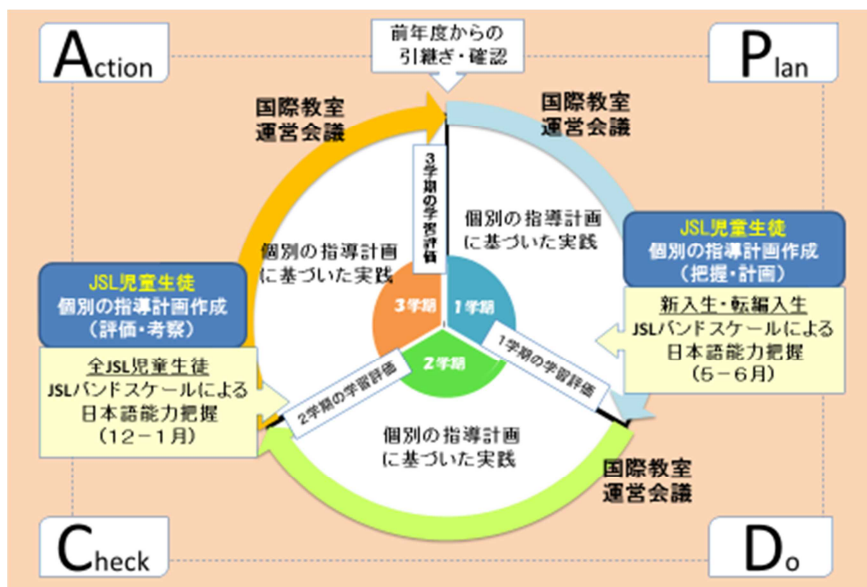 Action
前年度からの
引継ぎ・確認
Plan
国際教室
運営会議
国際教室
運営会議
3学期の学習評価
個別の指導計画
に基づいた実践
個別の指導計画
に基づいた実践
JSL児童生徒
個別の指導計画作成
（把握・計画）
新入生・転編入生
JSLバンドスケールによる
日本語能力把握
（５－６月）
JSL児童生徒
個別の指導計画作成
（評価・考察）
全JSL児童生徒
JSLバンドスケールによる
日本語能力把握
（１２－１月）
3学期
1学期
2学期
1学期の学習評価
2学期の学習評価
個別の指導計画
に基づいた実践
国際教室
運営会議
Check
Do